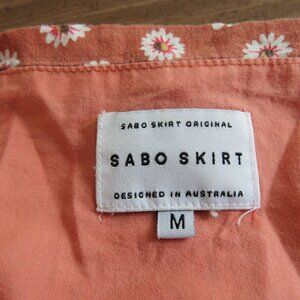 SABO SKIRT ORIGINAL
SABO SKIRT
DESIGNED IN AUSTRALIA
M